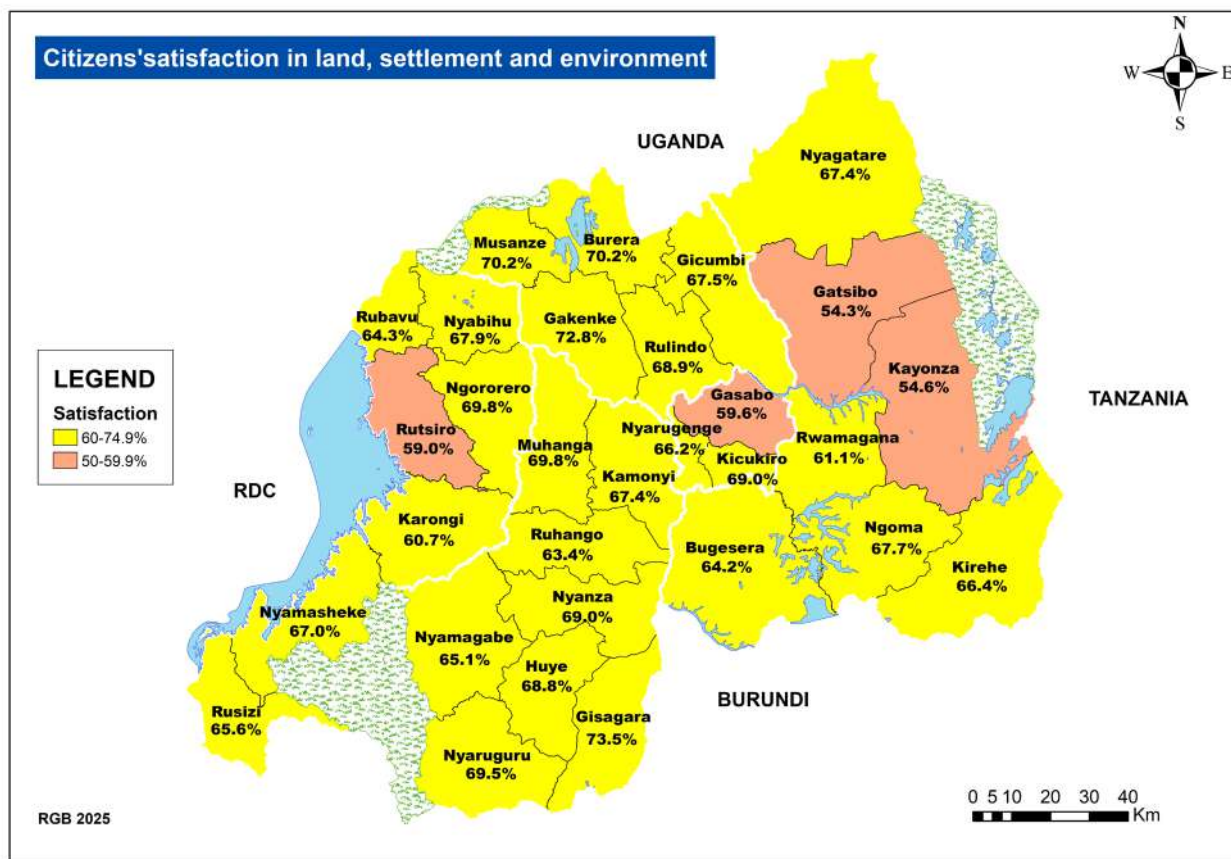 Citizens'satisfaction in land, settlement and environment
N
W
E
S
UGANDA
Nyagatare
67.4%
Musanze
70.2%
Burera
70.2%
Gicumbi
67.5%
Gatsibo
54.3%
Rubavu
64.3%
Nyabihu
67.9%
Gakenke
72.8%
Rulindo
68.9%
Kayonza
54.6%
LEGEND
Satisfaction
60-74.9%
50-59.9%
Ngororero
69.8%
Rutsiro
59.0%
Gasabo
59.6%
TANZANIA
Muhanga
69.8%
Nyarugenge
66.2%
Rwamagana
61.1%
Kicukiro
69.0%
Kamonyi
67.4%
RDC
Karongi
60.7%
Ruhango
63.4%
Bugesera
64.2%
Ngoma
67.7%
Kirehe
66.4%
Nyamasheke
67.0%
Nyanza
69.0%
Nyamagabe
65.1%
Huye
68.8%
BURUNDI
Rusizi
65.6%
Gisagara
73.5%
Nyaruguru
69.5%
RGB 2025
0 5 10 20 30 40
Km